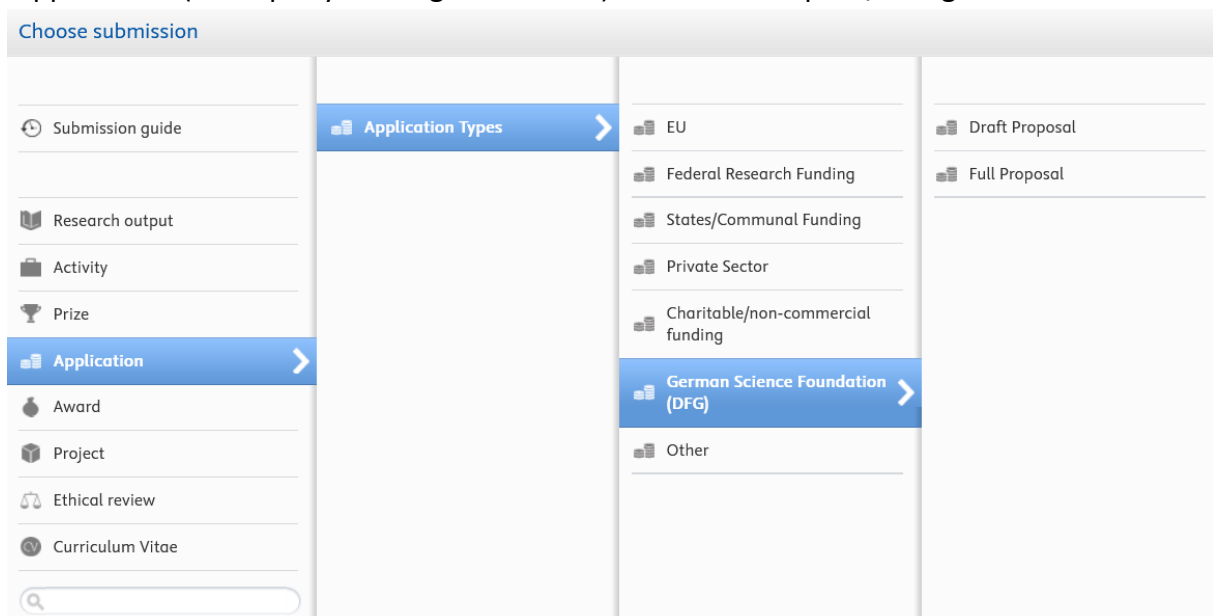 Choose submission
Submission guide
Research output
Activity
Prize
Application
Award
Project
Ethical review
CV
Curriculum Vitae
Application Types
EU
Federal Research Funding
States/Communal Funding
Private Sector
Charitable/non-commercial
funding
German Science Foundation
(DFG)
Other
Draft Proposal
Full Proposal